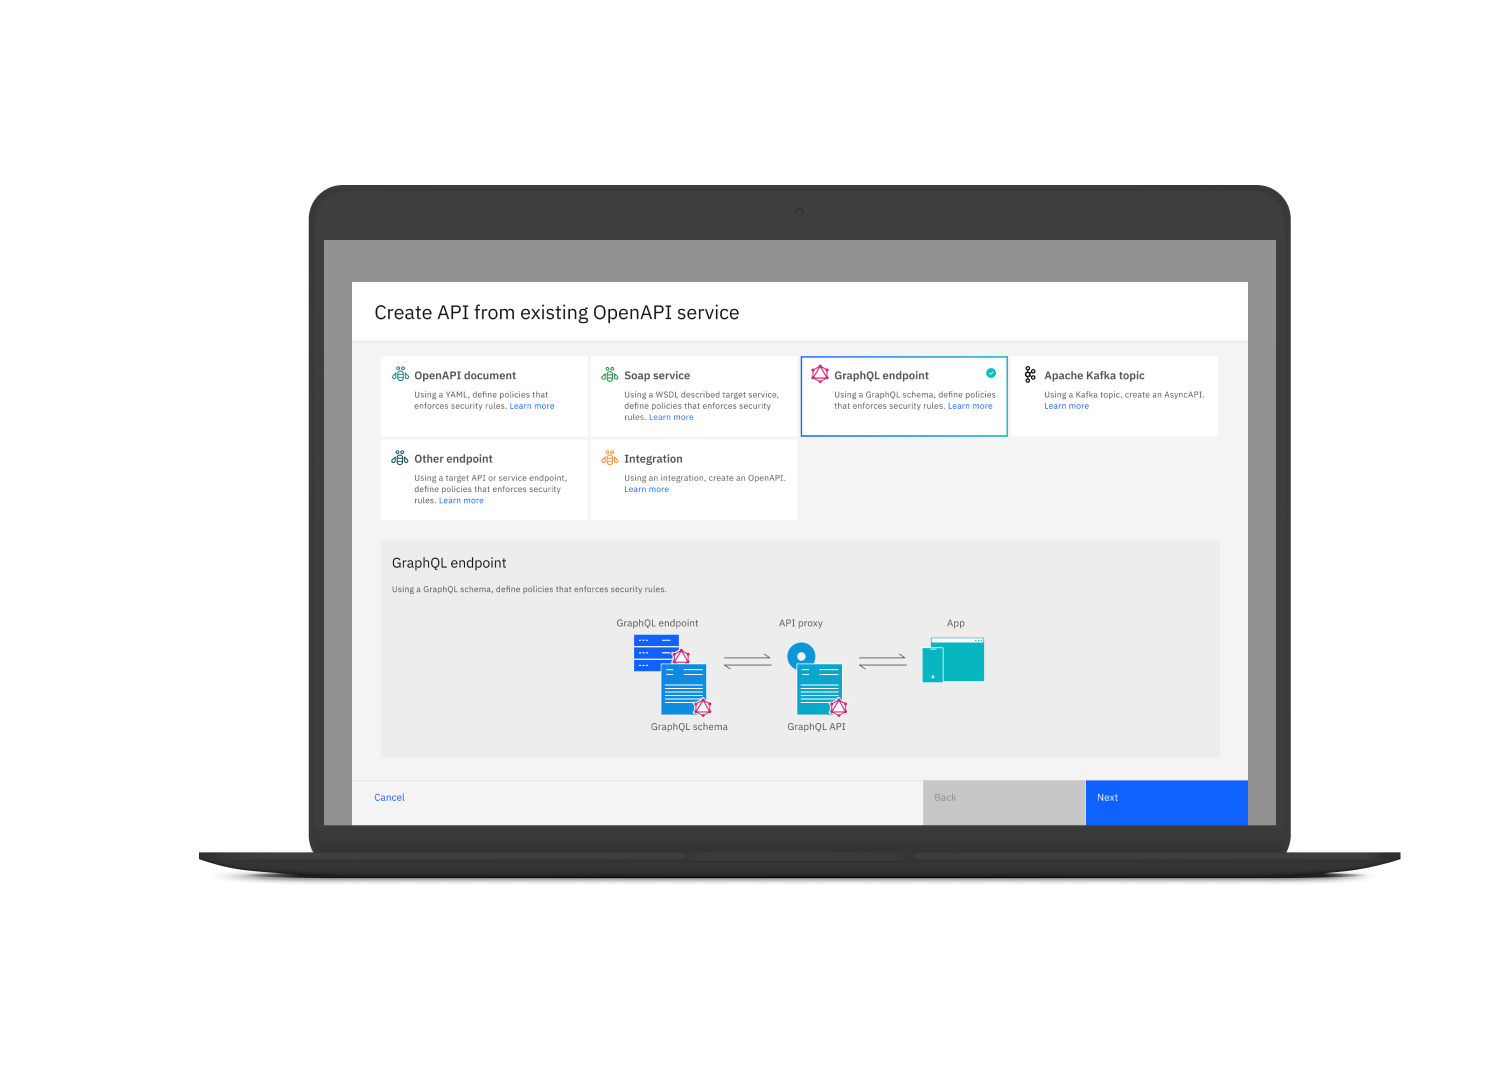 Create API from existing OpenAPI service
OpenAPI document
Using a YAML, define policies that
enforces security rules. Learn more
Soap service
Using a WSDL described target service,
define policies that enforces security
rules. Learn more
GraphQL endpoint
Using a GraphQL schema, define policies
that enforces security rules. Learn more
Apache Kafka topic
Using a Kafka topic, create an AsyncAPI.
Learn more
Other endpoint
Using a target API or service endpoint,
define policies that enforces security
rules. Learn more
Integration
Using an integration, create an OpenAPI.
Learn more
GraphQL endpoint
Using a GraphQL schema, define policies that enforces security rules.
GraphQL endpoint
API proxy
App
GraphQL schema
GraphQL API
Cancel
Back
Next